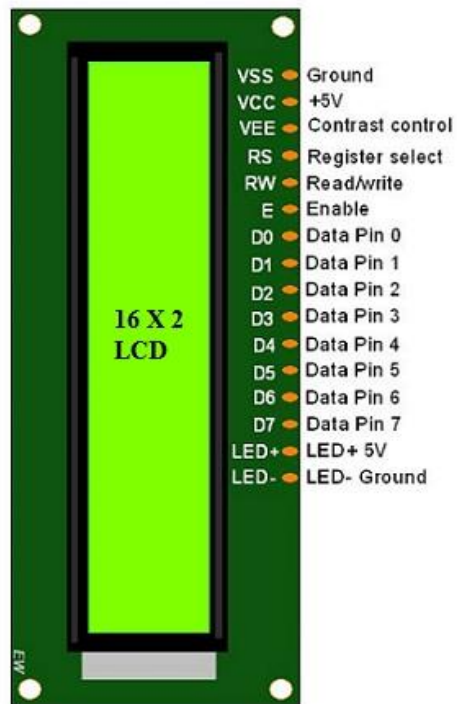 VSS Ground
VCC +5V
VEE Contrast control
RS Register select
RW Read/write
E Enable
D0 Data Pin 0
D1 Data Pin 1
D2 Data Pin 2
D3 Data Pin 3
D4 Data Pin 4
D5 Data Pin 5
D6 Data Pin 6
D7 Data Pin 7
LED+ LED+ 5V
LED- LED- Ground
16 X 2
LCD
EW